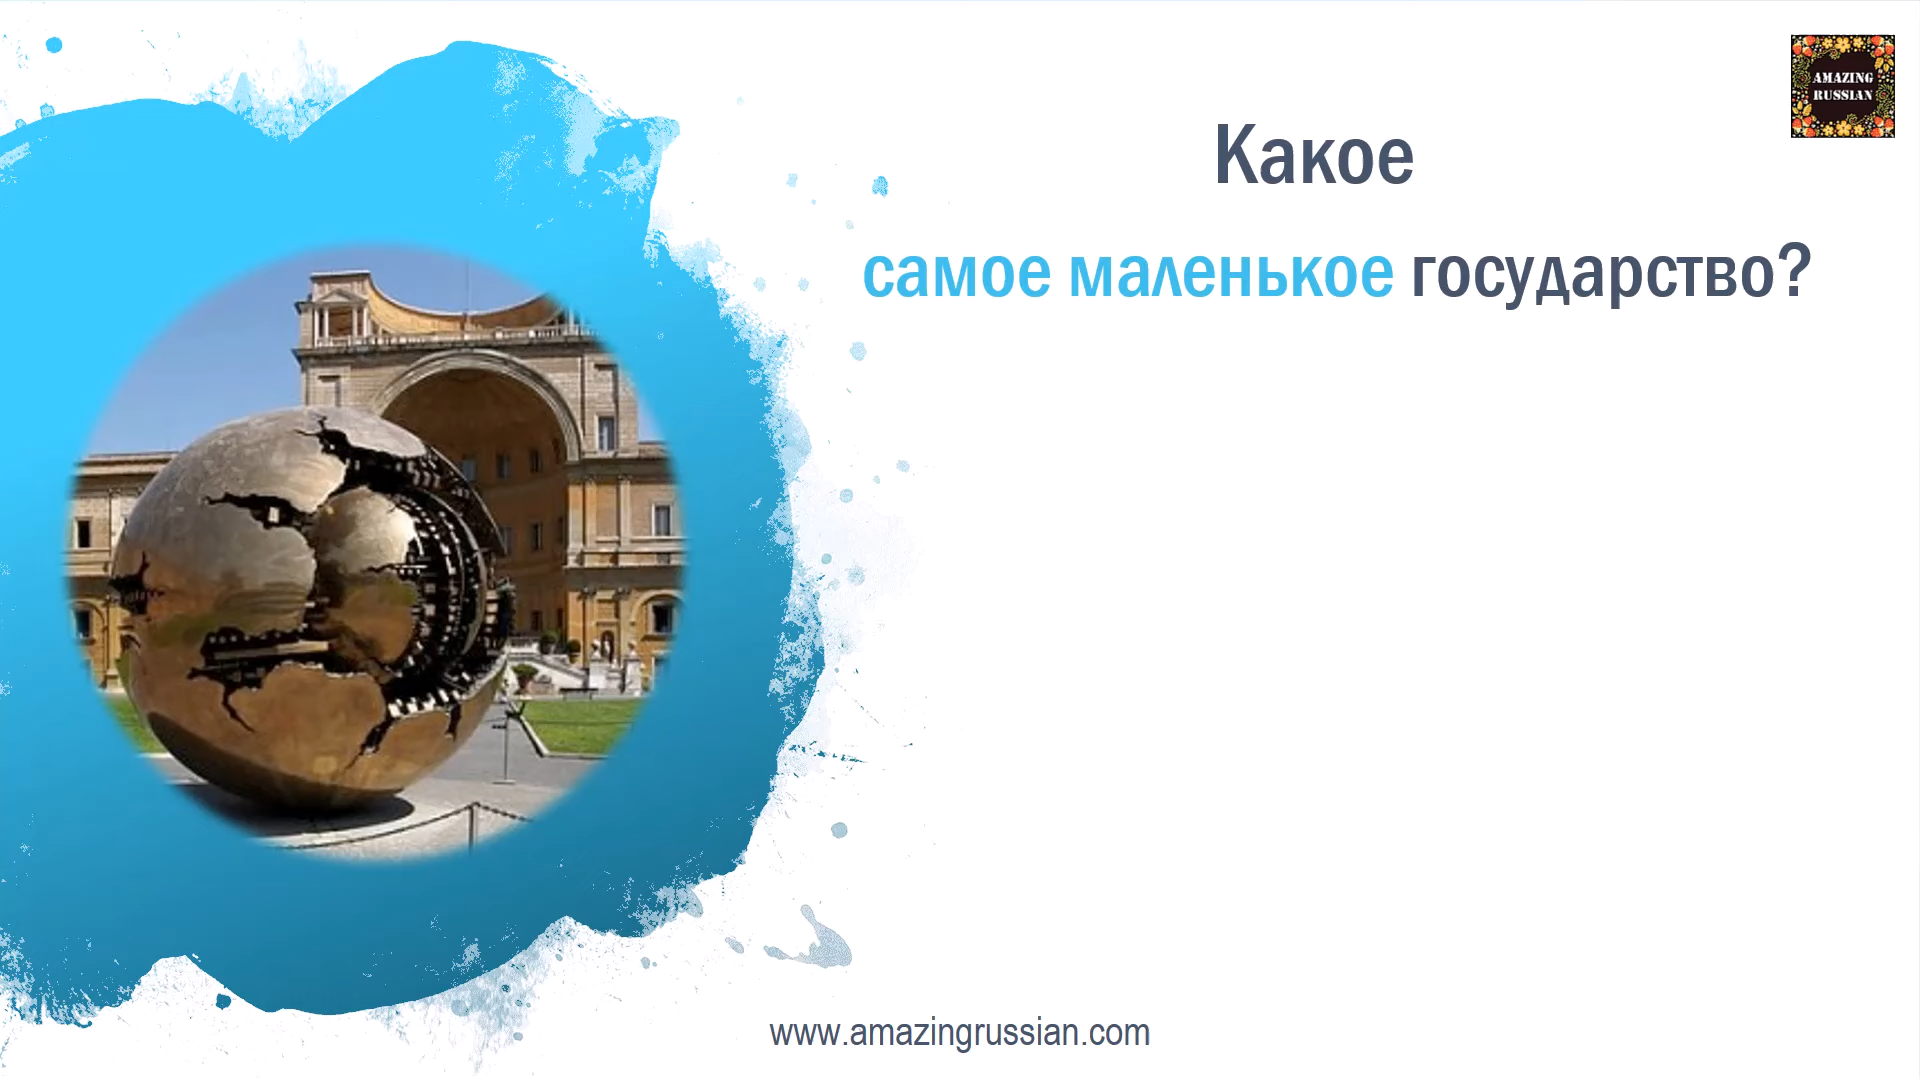 AMAZING
RUSSIAN
Какое
самое маленькое государство?
www.amazingrussian.com